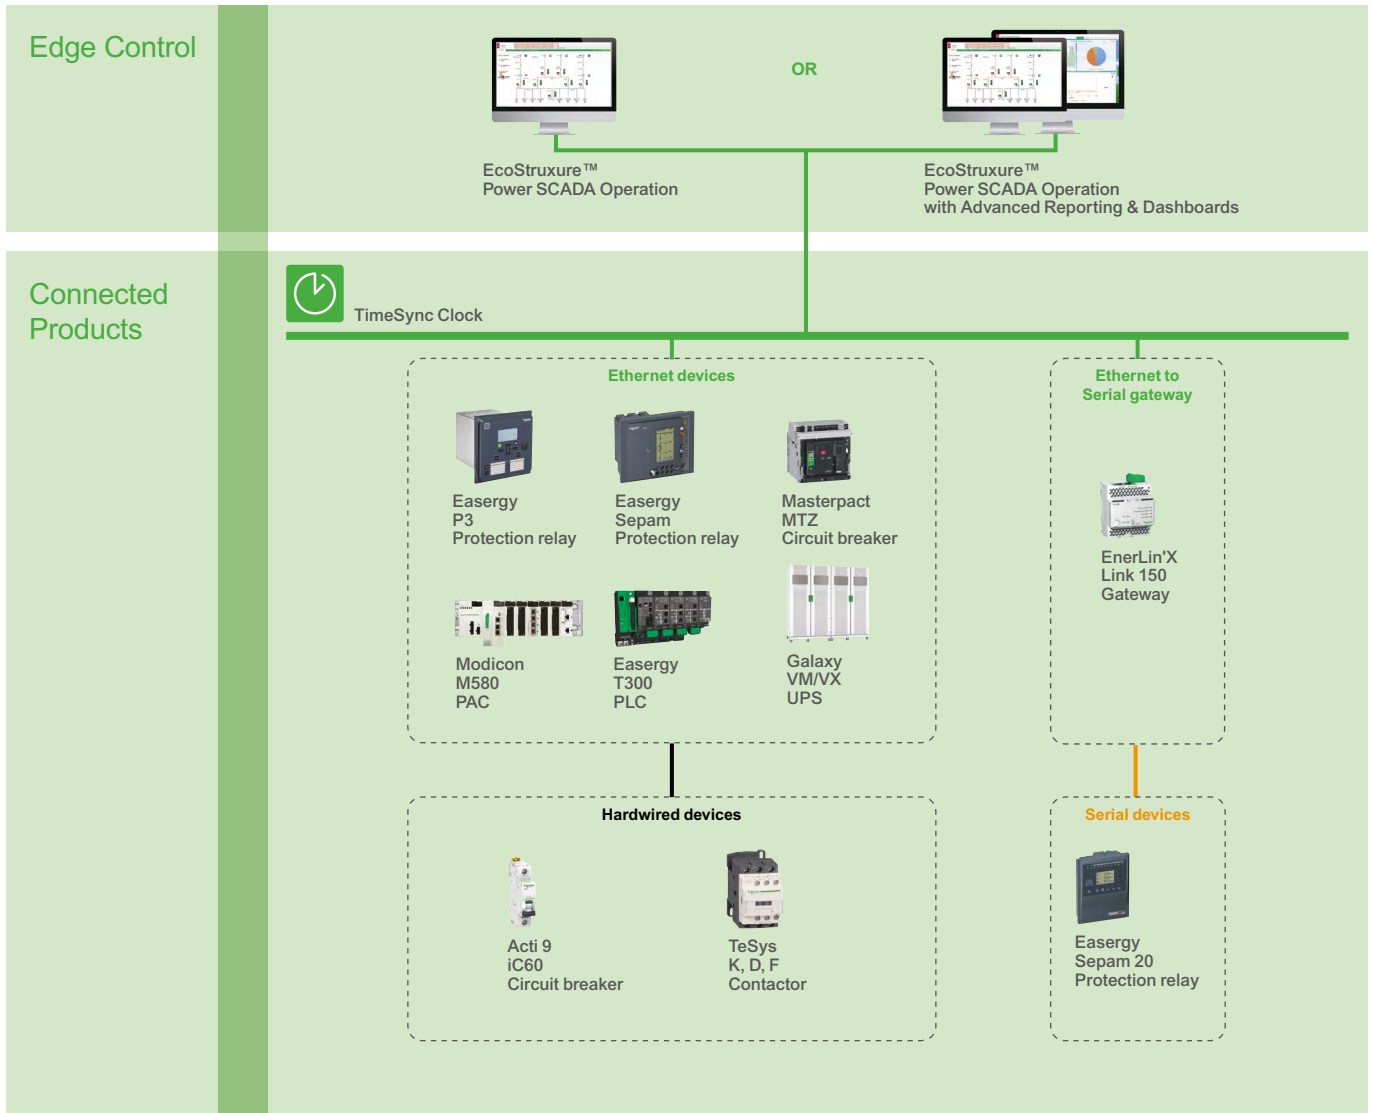 Edge Control
OR
EcoStruxure™
Power SCADA Operation
EcoStruxure™
Power SCADA Operation
with Advanced Reporting & Dashboards
Connected
Products
TimeSync Clock
Ethernet devices
Easergy
P3
Protection relay
Easergy
Sepam
Protection relay
Masterpact
MTZ
Circuit breaker
Modicon
M580
PAC
Easergy
T300
PLC
Galaxy
VM/VX
UPS
Ethernet to
Serial gateway
EnerLin'X
Link 150
Gateway
Hardwired devices
Acti 9
iC60
Circuit breaker
TeSys
K, D, F
Contactor
Serial devices
Easergy
Sepam 20
Protection relay